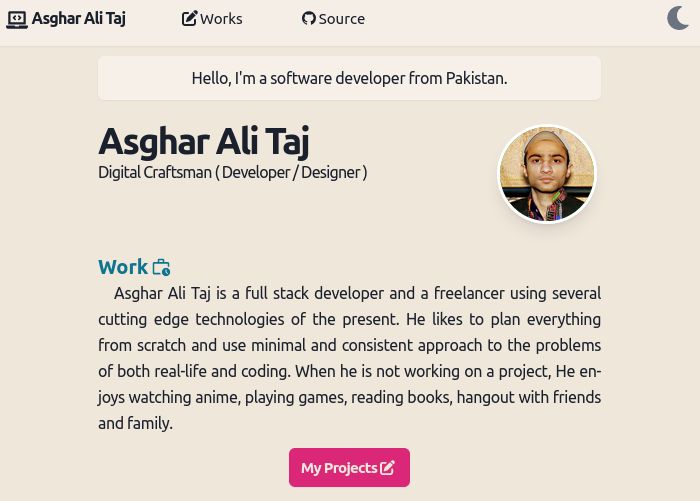 Asghar Ali Taj Works Source
Hello, I'm a software developer from Pakistan.
Asghar Ali Taj
Digital Craftsman ( Developer / Designer )
Work
Asghar Ali Taj is a full stack developer and a freelancer using several
cutting edge technologies of the present. He likes to plan everything
from scratch and use minimal and consistent approach to the problems
of both real-life and coding. When he is not working on a project, He en-
joys watching anime, playing games, reading books, hangout with friends
and family.
My Projects